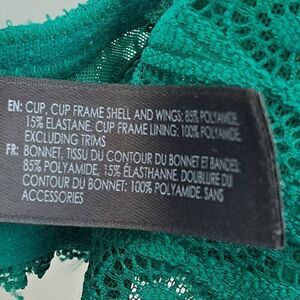 EN: CUP, CUP FRAME SHELL AND WINGS: 85% POLYAMIDE,
15% ELASTANE. CUP FRAME LINING: 100% POLYAMIDE.
EXCLUDING TRIMS
FR: BONNET, TISSU DU CONTOUR DU BONNET ET BANDES:
85% POLYAMIDE, 15% ÉLASTHANNE DOUBLURE DU
CONTOUR DU BONNET: 100% POLYAMIDE SANS
ACCESSORIES